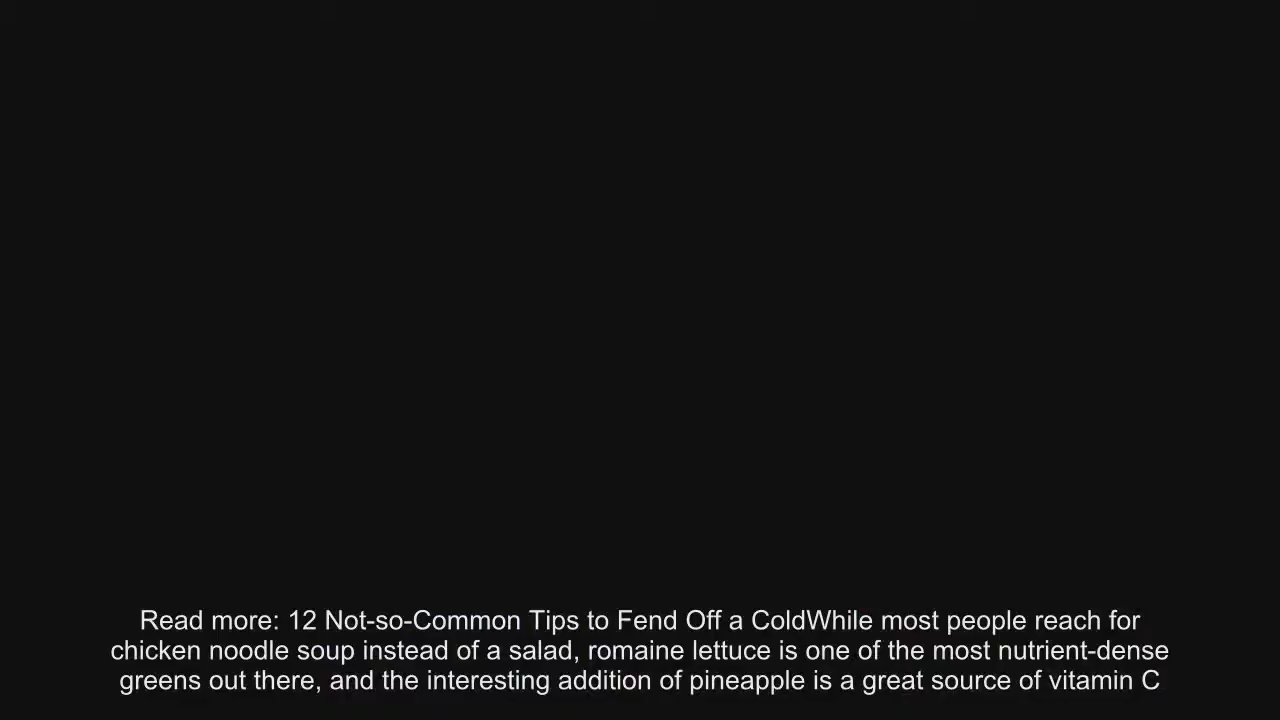 Read more: 12 Not-so-Common Tips to Fend Off a ColdWhile most people reach for
chicken noodle soup instead of a salad, romaine lettuce is one of the most nutrient-dense
greens out there, and the interesting addition of pineapple is a great source of vitamin C